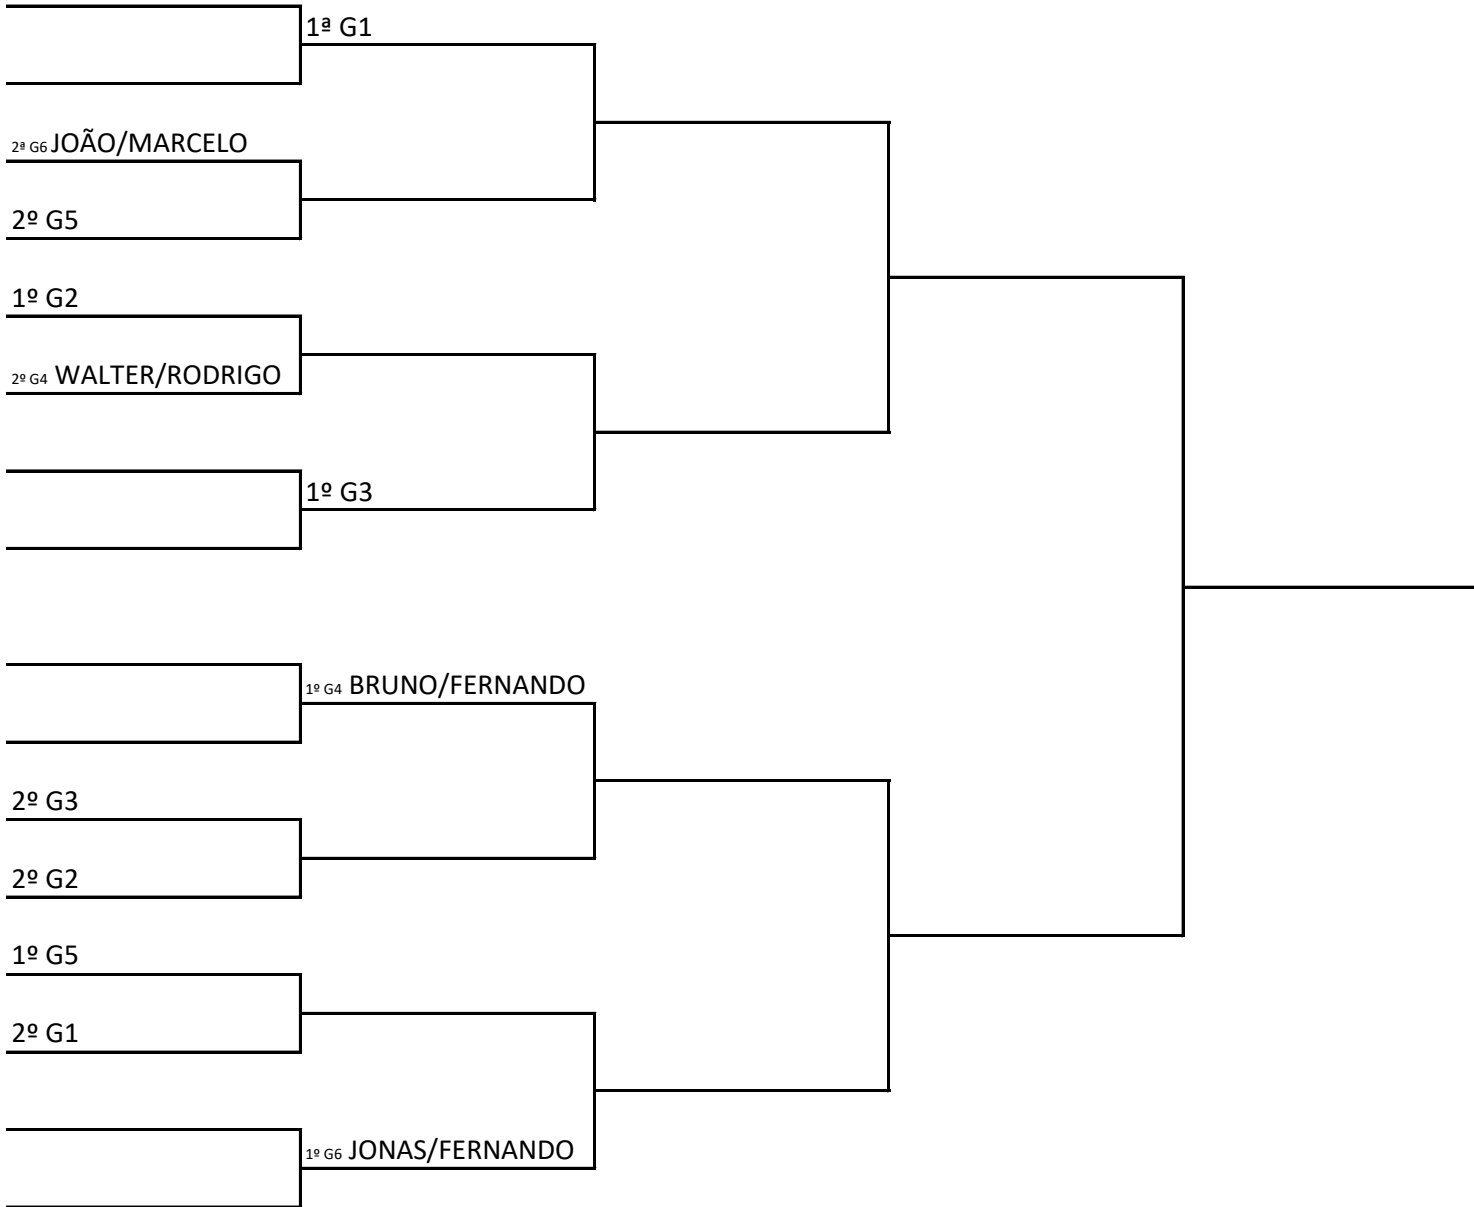 1ª G1
2ª G6 JOÃO/MARCELO
2º G5
1º G2
2º G4 WALTER/RODRIGO
1º G3
1º G4 BRUNO/FERNANDO
2º G3
2º G2
1º G5
2º G1
1º G6 JONAS/FERNANDO